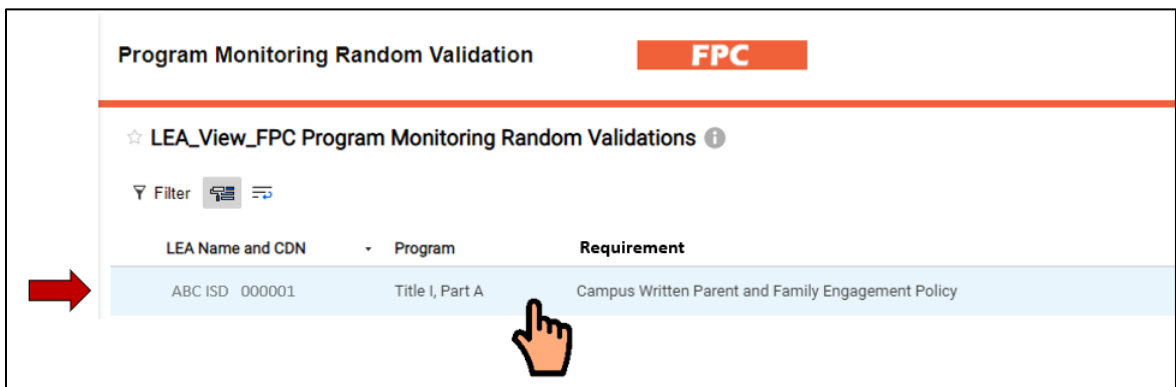 Program Monitoring Random Validation FPC
LEA_View_FPC Program Monitoring Random Validations
Filter
LEA Name and CDN Program Requirement
ABC ISD 000001 Title I, Part A Campus Written Parent and Family Engagement Policy